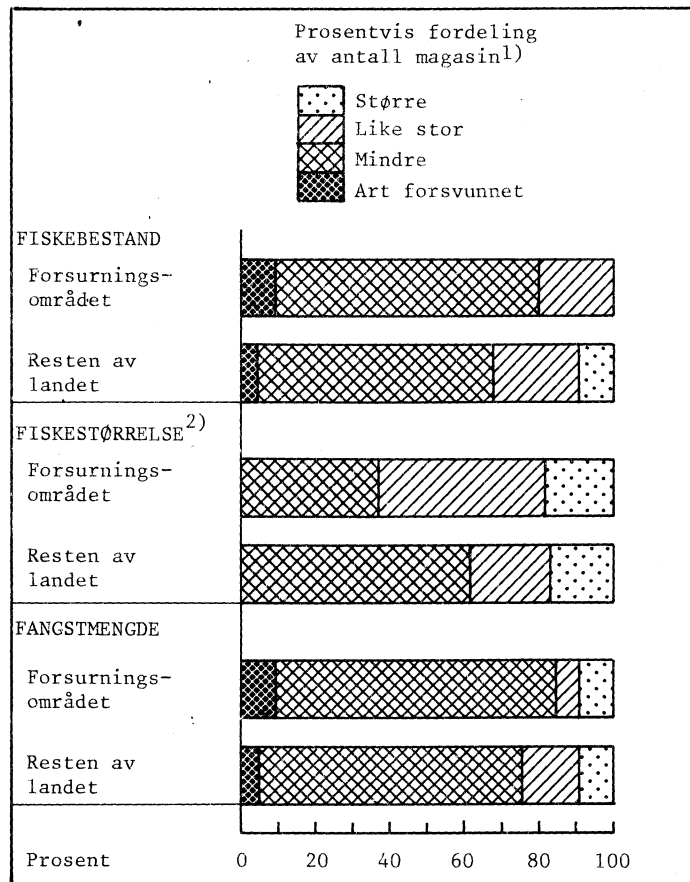 Prosentvis fordeling
av antall magasin1)
Større
Like stor
Mindre
Art forsvunnet
FISKEBESTAND
Forsurnings-
området
Resten av
landet
FISKESTØRRELSE2)
Forsurnings-
området
Resten av
landet
FANGSTMENGDE
Forsurnings-
området
Resten av
landet
Prosent 0 20 40 60 80 100